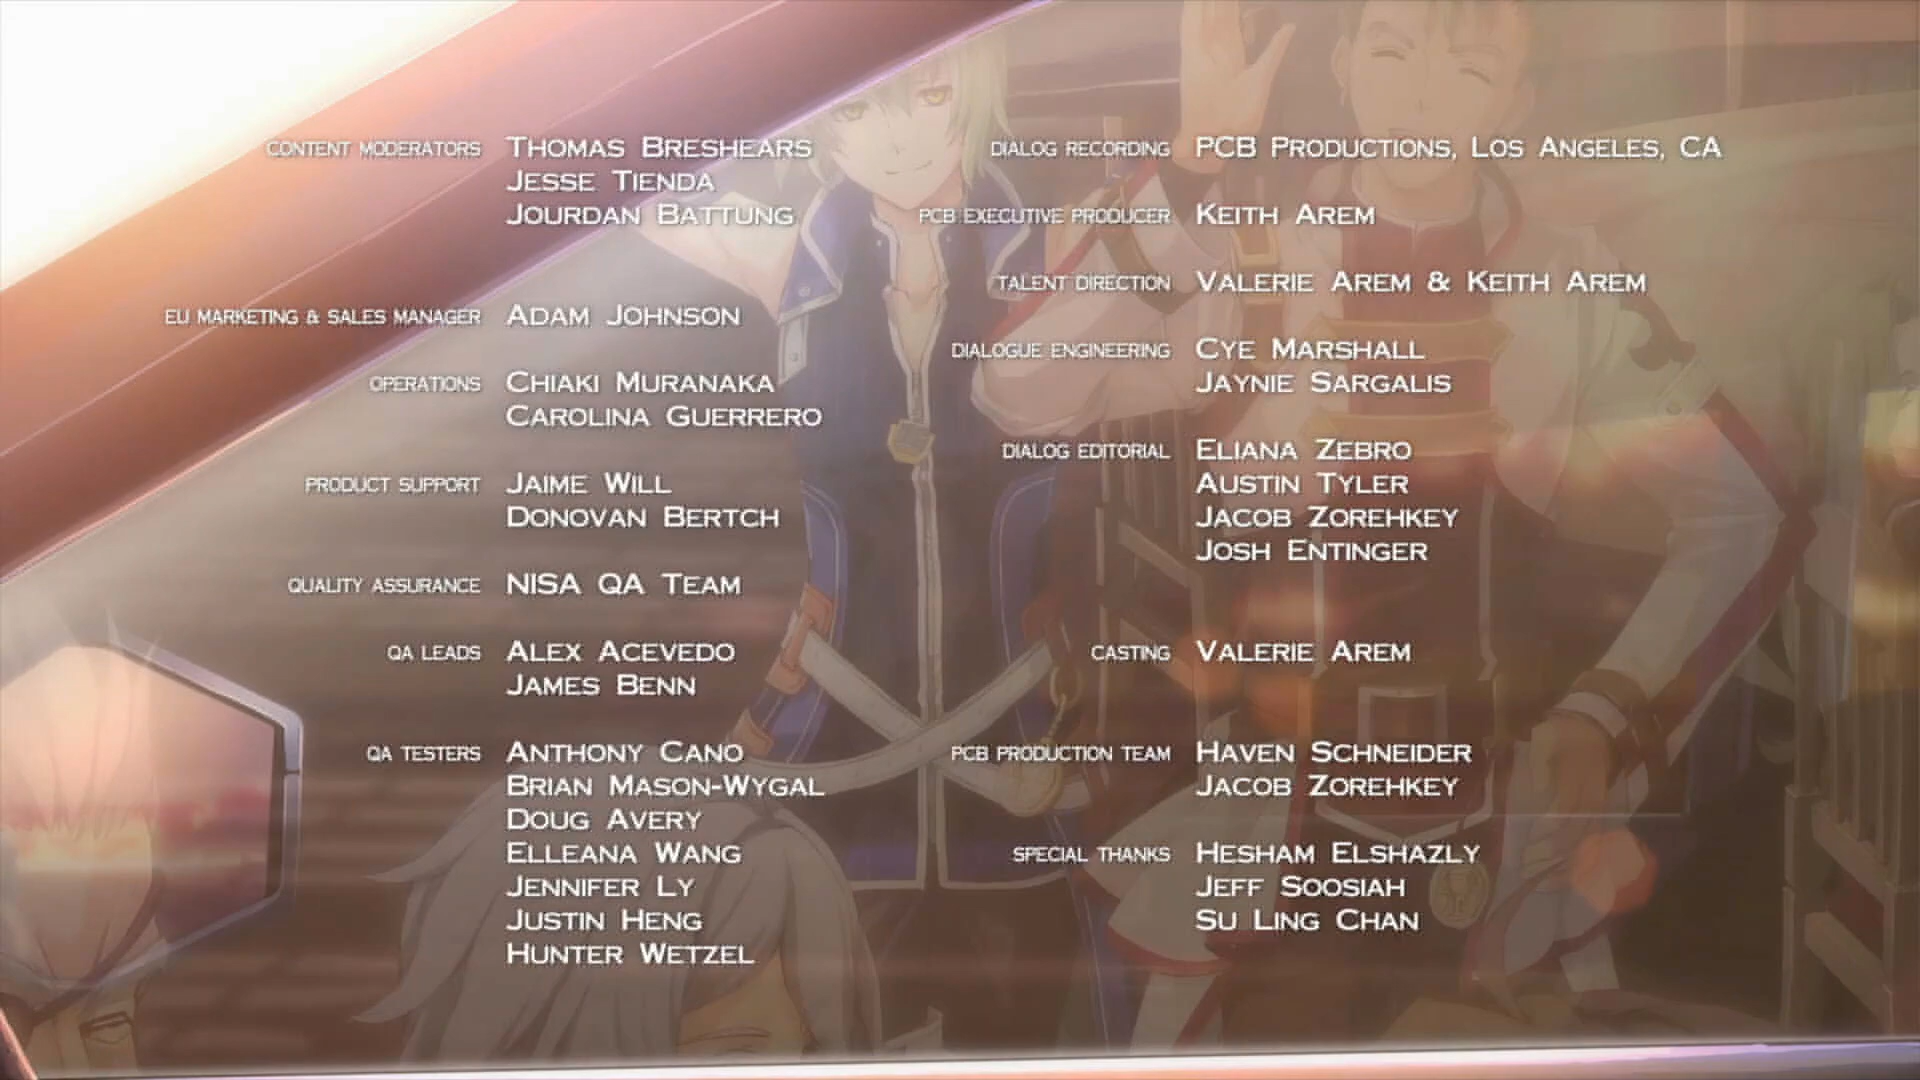 CONTENT MODERATORS THOMAS BRESHEARS
JESSE TIENDA
JOURDAN BATTUNG
EU MARKETING & SALES MANAGER ADAM JOHNSON
OPERATIONS CHIAKI MURANAKA
CAROLINA GUERRERO
PRODUCT SUPPORT JAIME WILL
DONOVAN BERTCH
QUALITY ASSURANCE NISA QA TEAM
QA LEADS ALEX ACEVEDO
JAMES BENN
QA TESTERS ANTHONY CANO
BRIAN MASON-WYGAL
DOUG AVERY
ELLEANA WANG
JENNIFER LY
JUSTIN HENG
HUNTER WETZEL
DIALOG RECORDING PCB PRODUCTIONS, LOS ANGELES, CA
PCB EXECUTIVE PRODUCER KEITH AREM
TALENT DIRECTION VALERIE AREM & KEITH AREM
DIALOGUE ENGINEERING CYE MARSHALL
JAYNIE SARGALIS
DIALOG EDITORIAL ELIANA ZEBRO
AUSTIN TYLER
JACOB ZOREHKEY
JOSH ENTINGER
CASTING VALERIE AREM
PCB PRODUCTION TEAM HAVEN SCHNEIDER
JACOB ZOREHKEY
SPECIAL THANKS HESHAM ELSHAZLY
JEFF SOOSIAH
SU LING CHAN